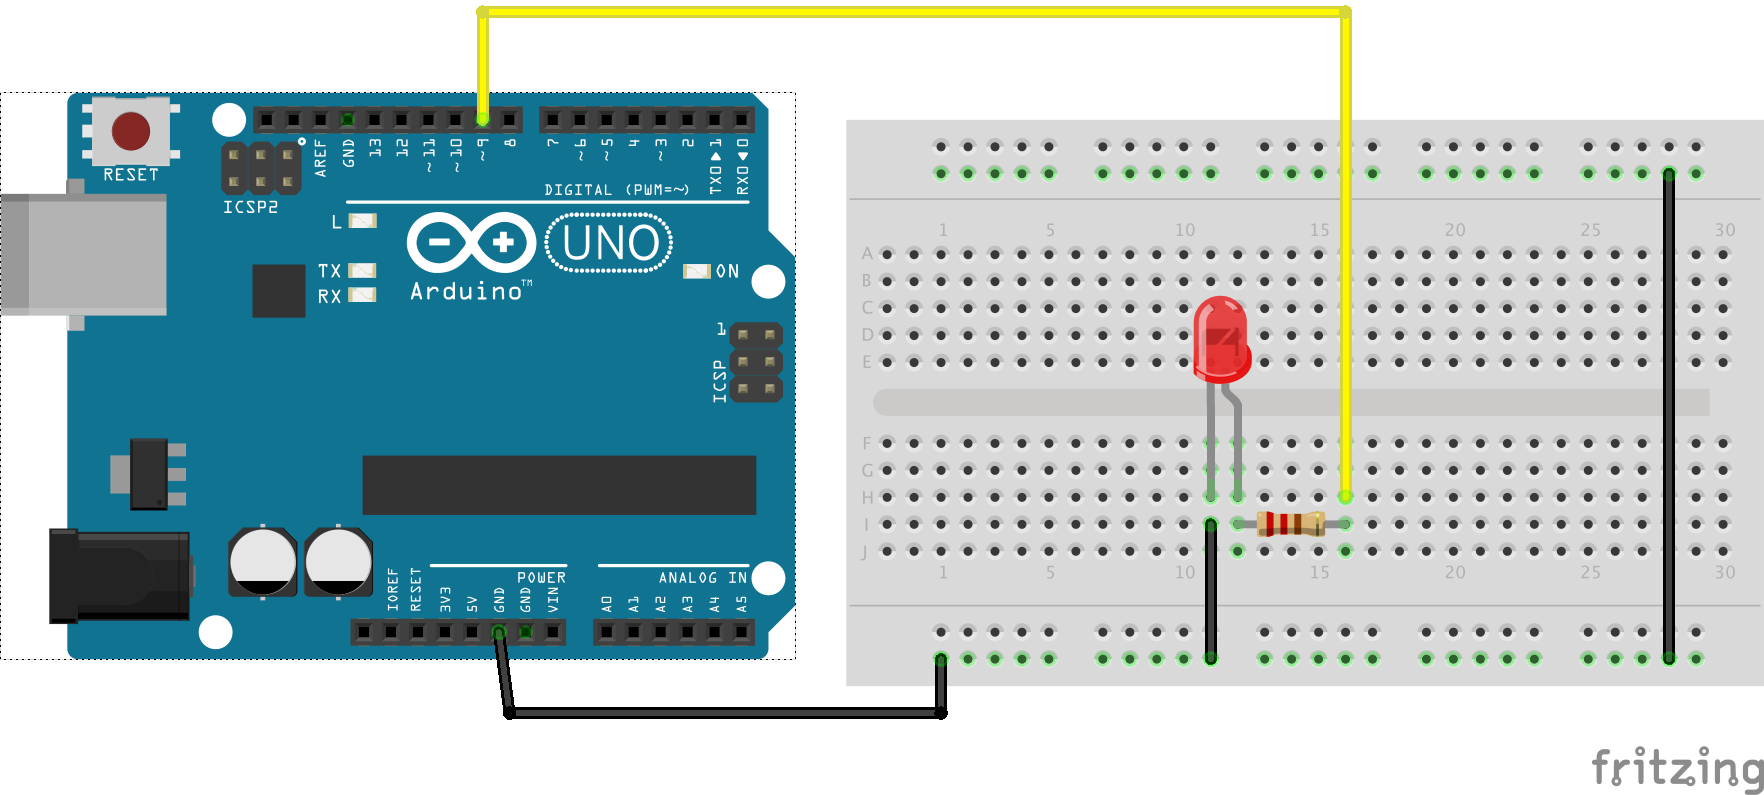 RESET
ICSP2
AREF
GND
13
12
~11
~10
~9
8
7
~6
~5
4
~3
2
TX0▶1
RX0◀0
DIGITAL (PWM=~)
L
TX
RX
UNO
Arduino™
ON
1
ICSP
IOREF
RESET
3V3
5V
GND
GND
VIN
POWER
ANALOG IN
A0
A1
A2
A3
A4
A5
1 5 10 15 20 25 30
A
B
C
D
E
F
G
H
I
J
1 5 10 15 20 25 30
fritzing